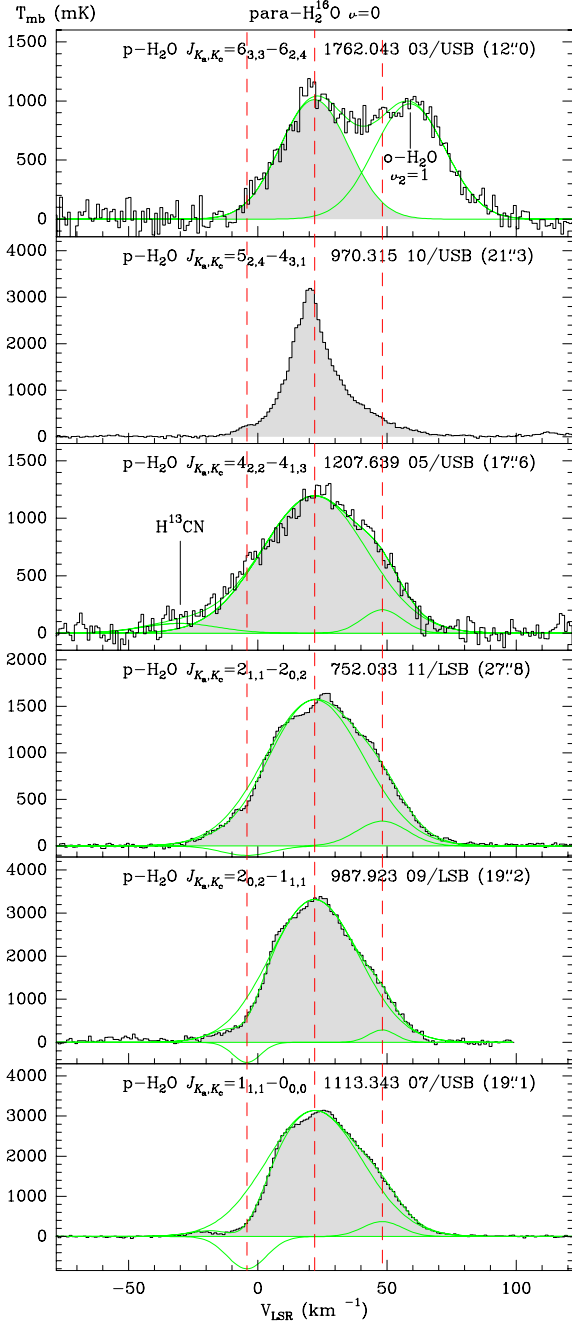 T_mb (mK) para−H₂¹⁶O 𝜈=0
p−H₂O J_Ka,Kc=6₃,₃−6₂,₄ 1762.043 03/USB (12″.0)
1500
1000
500
0
o−H₂O
𝜈₂=1
p−H₂O J_Ka,Kc=5₂,₄−4₃,₁ 970.315 10/USB (21″.3)
4000
3000
2000
1000
0
p−H₂O J_Ka,Kc=4₂,₂−4₁,₃ 1207.639 05/USB (17″.6)
1500
1000
500
0
H¹³CN
2000
p−H₂O J_Ka,Kc=2₁,₁−2₀,₂ 752.033 11/LSB (27″.8)
1500
1000
500
0
p−H₂O J_Ka,Kc=2₀,₂−1₁,₁ 987.923 09/LSB (19″.2)
4000
3000
2000
1000
0
p−H₂O J_Ka,Kc=1₁,₁−0₀,₀ 1113.343 07/USB (19″.1)
4000
3000
2000
1000
0
−50 0 50 100
V_LSR (km ⁻¹)